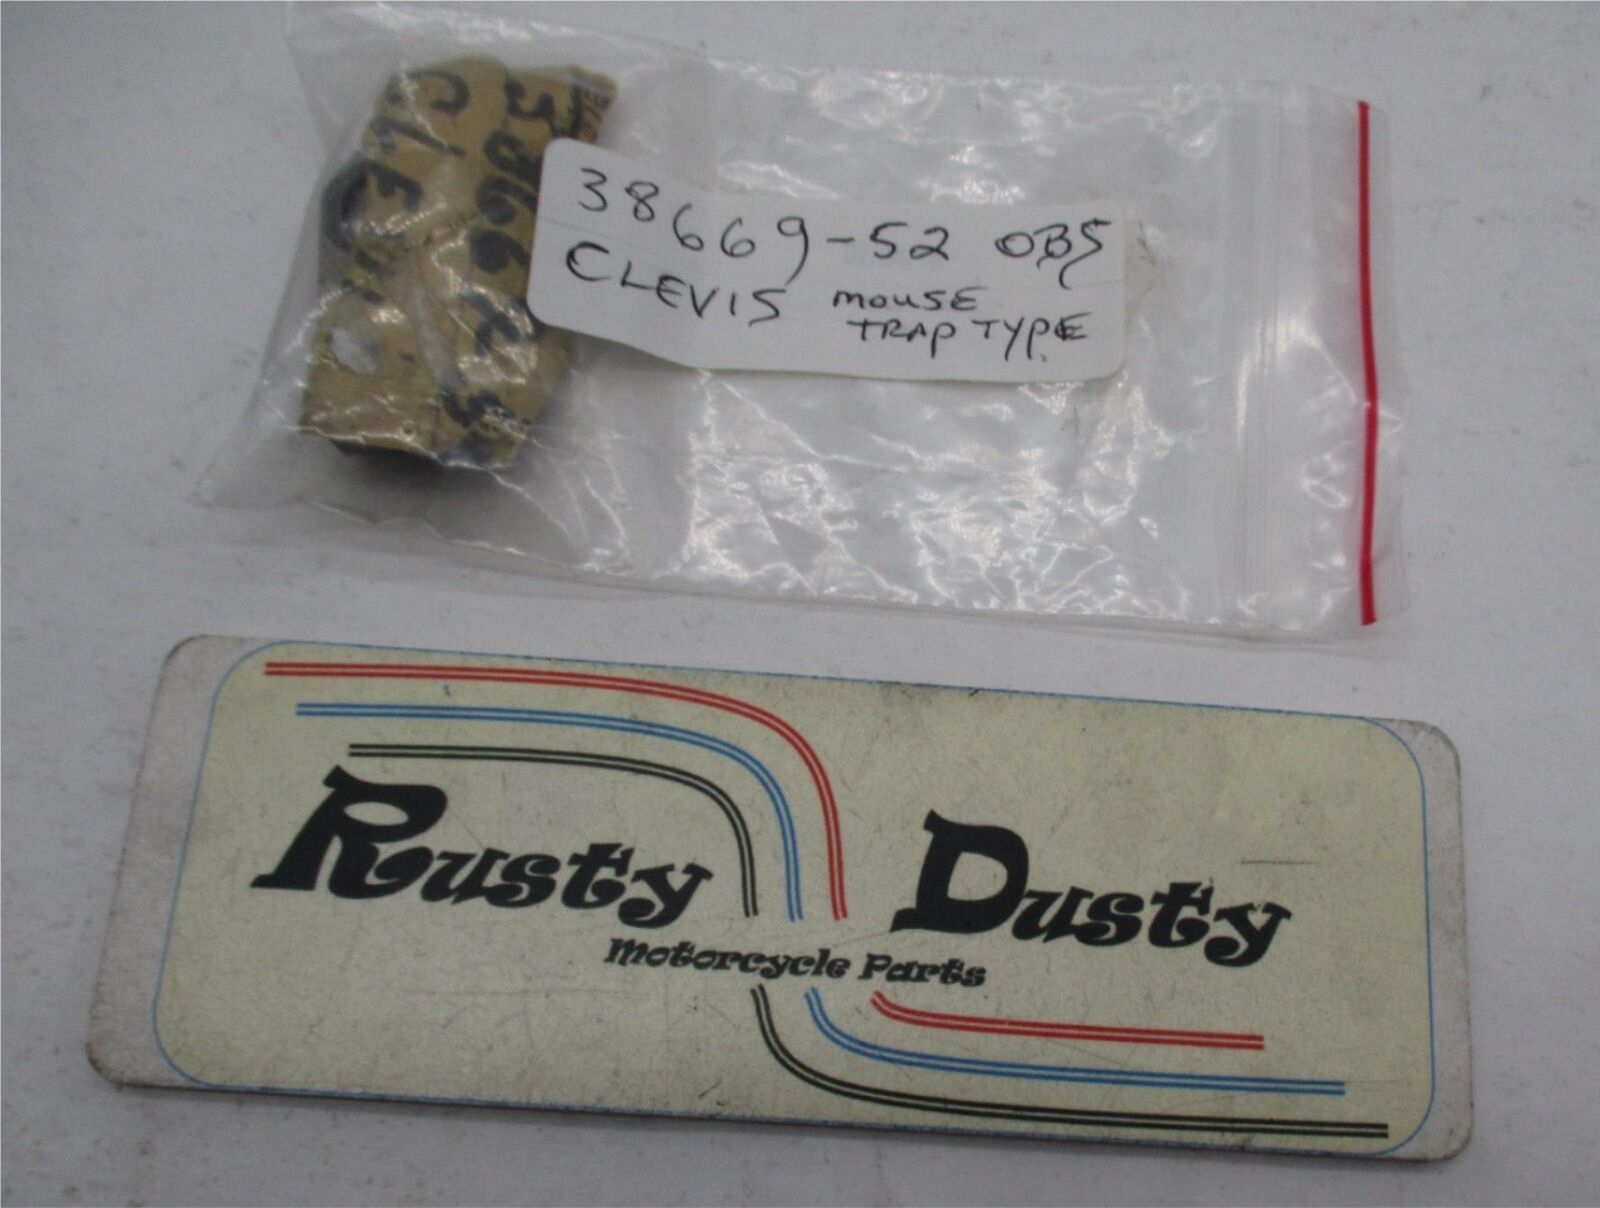 38669-52 OBS
CLEVIS MOUSE
TRAP TYPE
Rusty Dusty
Motorcycle Parts